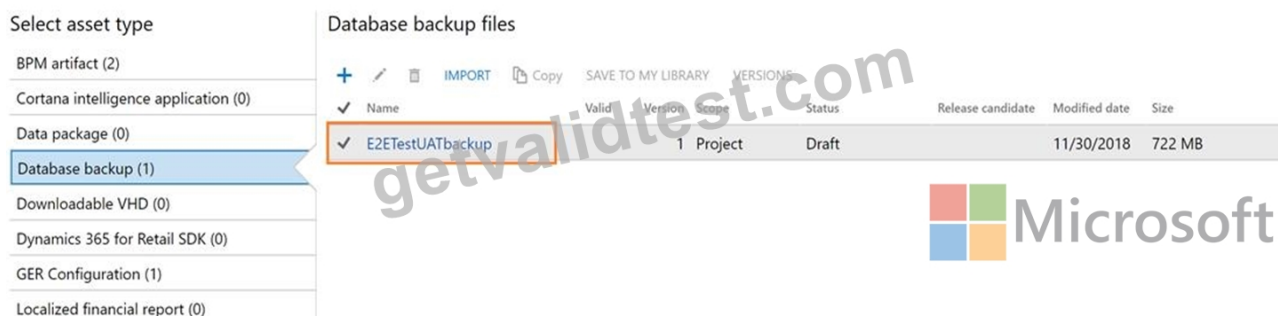 Select asset type
BPM artifact (2)
Cortana intelligence application (0)
Data package (0)
Database backup (1)
Downloadable VHD (0)
Dynamics 365 for Retail SDK (0)
GER Configuration (1)
Localized financial report (0)
Database backup files
IMPORT Copy SAVE TO MY LIBRARY VERSIONS
Name Valid Version Scope Status Release candidate Modified date Size
E2ETestUATbackup 1 Project Draft 11/30/2018 722 MB
getvalidtest.com
Microsoft